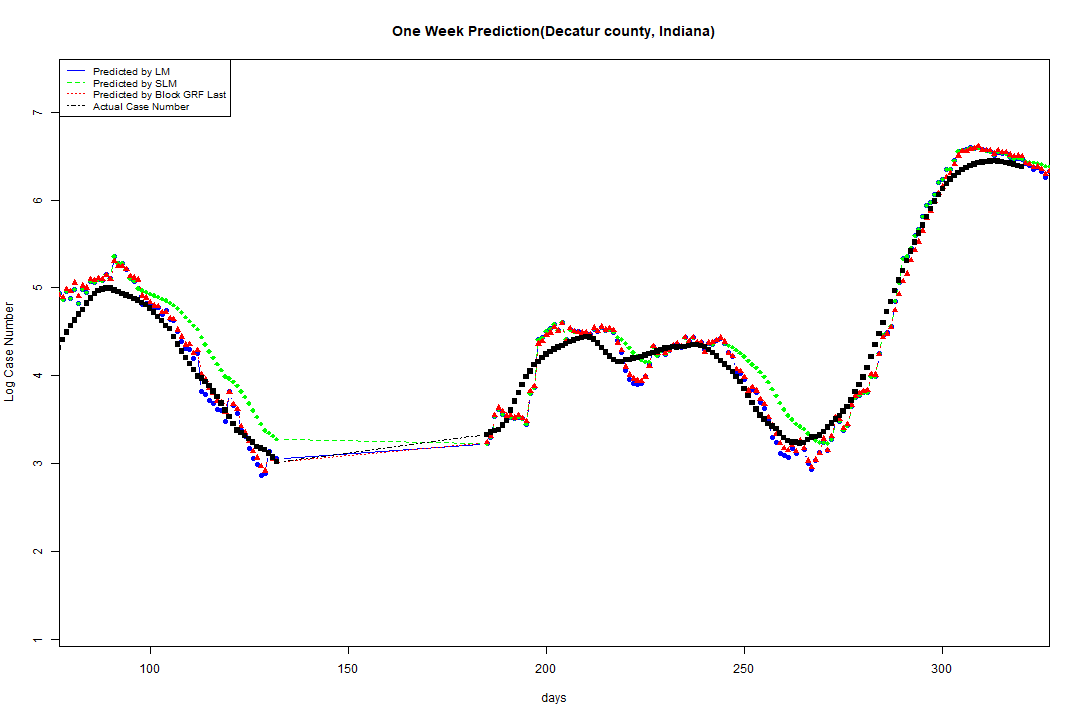 One Week Prediction(Decatur county, Indiana)
Predicted by LM
Predicted by SLM
Predicted by Block GRF Last
Actual Case Number
Log Case Number
7
6
5
4
3
2
1
100 150 200 250 300
days